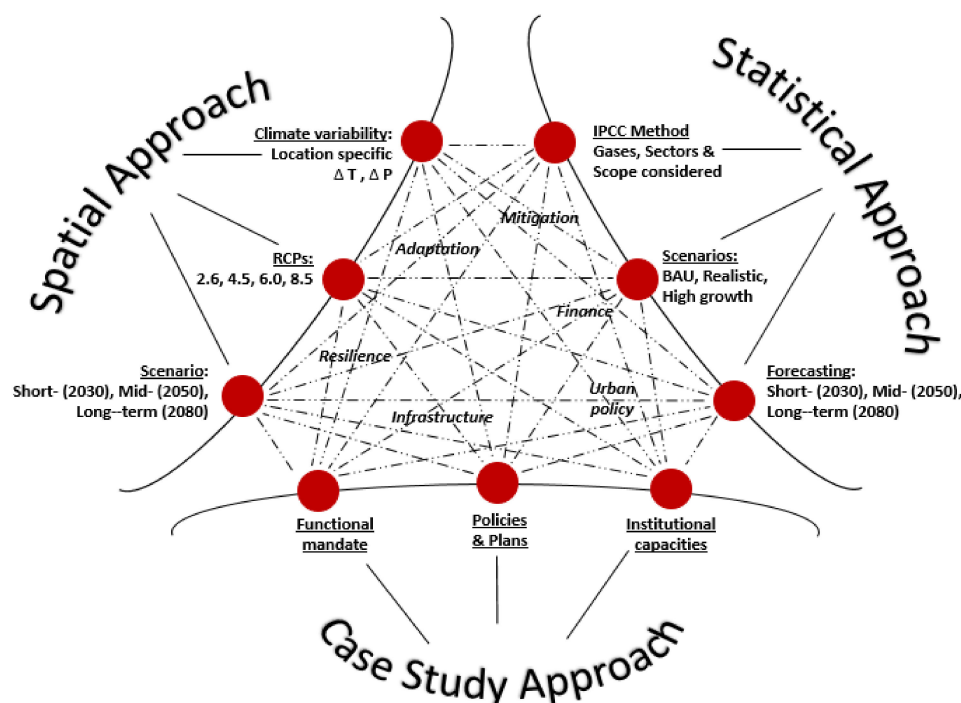 Spatial Approach
Statistical Approach
Climate variability:
Location specific
Δ T , Δ P
IPCC Method
Gases, Sectors &
Scope considered
Mitigation
Adaptation
RCPs:
2.6, 4.5, 6.0, 8.5
Scenarios:
BAU, Realistic,
High growth
Finance
Resilience
Scenario:
Short- (2030), Mid- (2050),
Long--term (2080)
Urban
policy
Infrastructure
Forecasting:
Short- (2030), Mid- (2050),
Long--term (2080)
Functional
mandate
Policies
& Plans
Institutional
capacities
Case Study Approach